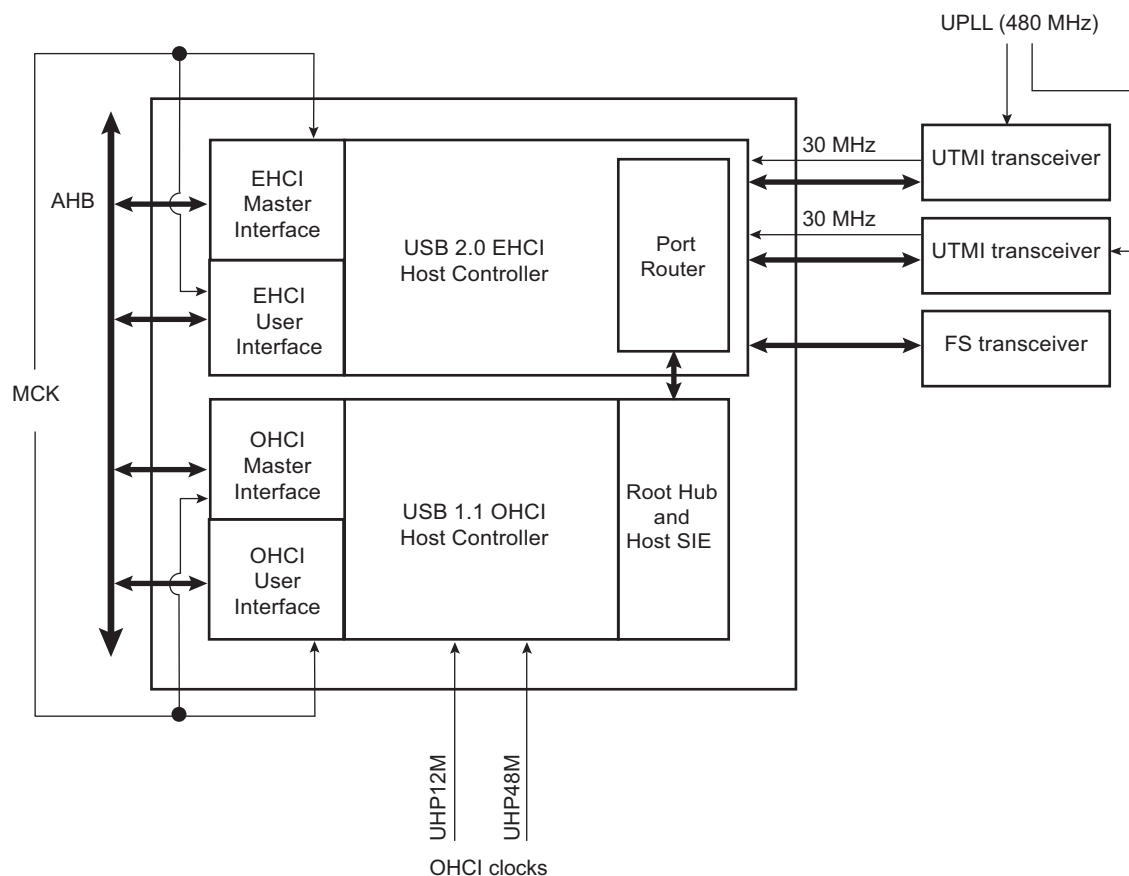 UPLL (480 MHz)
AHB
MCK
EHCI
Master
Interface
EHCI
User
Interface
USB 2.0 EHCI
Host Controller
Port
Router
30 MHz
UTMI transceiver
30 MHz
UTMI transceiver
FS transceiver
OHCI
Master
Interface
OHCI
User
Interface
USB 1.1 OHCI
Host Controller
Root Hub
and
Host SIE
UHP12M
UHP48M
OHCI clocks